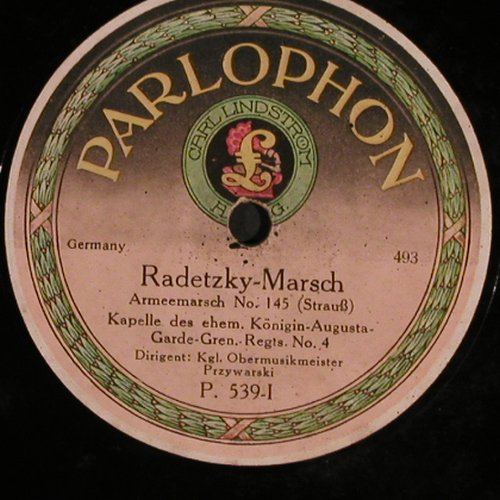 PARLOPHON
CARL LINDSTRÖM
A. G.
£
Germany
493
Radetzky-Marsch
Armeemarsch No. 145 (Strauß)
Kapelle des ehem. Königin-Augusta-
Garde-Gren.-Regts. No. 4
Dirigent: Kgl. Obermusikmeister
Przywarski
P. 539-I